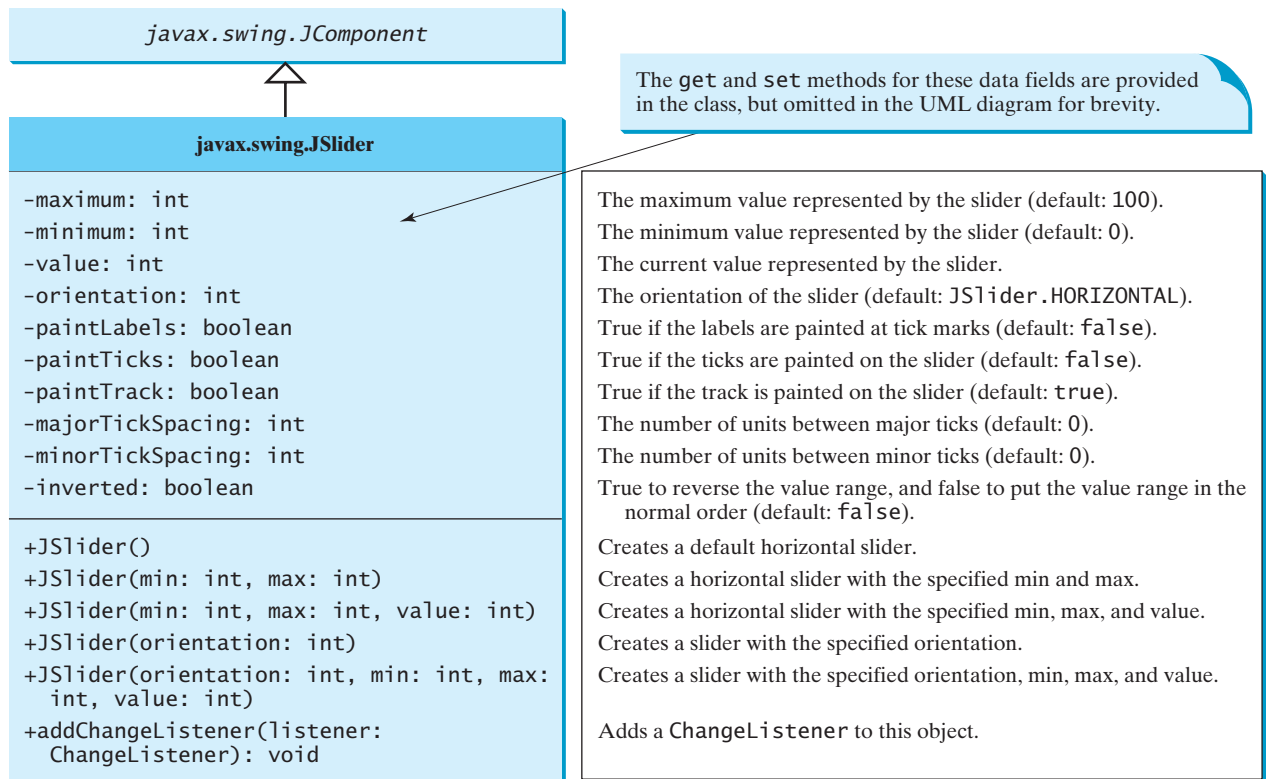 javax.swing.JComponent
The get and set methods for these data fields are provided
in the class, but omitted in the UML diagram for brevity.
javax.swing.JSlider
-maximum: int
-minimum: int
-value: int
-orientation: int
-paintLabels: boolean
-paintTicks: boolean
-paintTrack: boolean
-majorTickSpacing: int
-minorTickSpacing: int
-inverted: boolean
The maximum value represented by the slider (default: 100).
The minimum value represented by the slider (default: 0).
The current value represented by the slider.
The orientation of the slider (default: JSlider.HORIZONTAL).
True if the labels are painted at tick marks (default: false).
True if the ticks are painted on the slider (default: false).
True if the track is painted on the slider (default: true).
The number of units between major ticks (default: 0).
The number of units between minor ticks (default: 0).
True to reverse the value range, and false to put the value range in the
normal order (default: false).
+JSlider()
+JSlider(min: int, max: int)
+JSlider(min: int, max: int, value: int)
+JSlider(orientation: int)
+JSlider(orientation: int, min: int, max:
int, value: int)
+addChangeListener(listener:
ChangeListener): void
Creates a default horizontal slider.
Creates a horizontal slider with the specified min and max.
Creates a horizontal slider with the specified min, max, and value.
Creates a slider with the specified orientation.
Creates a slider with the specified orientation, min, max, and value.
Adds a ChangeListener to this object.